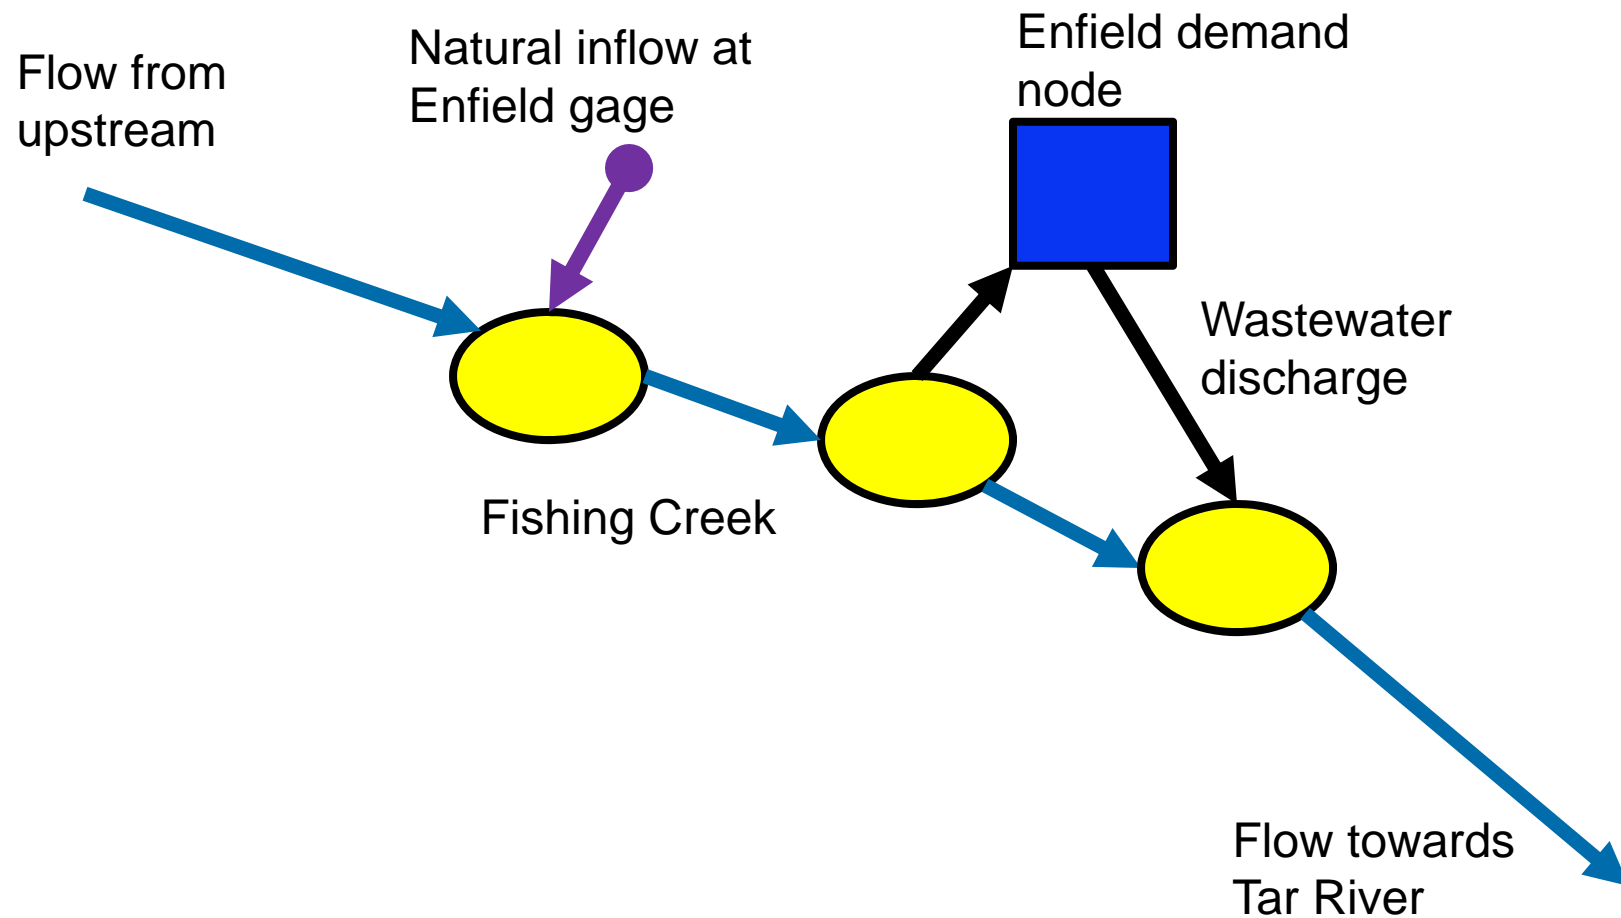 Flow from
upstream
Natural inflow at
Enfield gage
Enfield demand
node
Wastewater
discharge
Fishing Creek
Flow towards
Tar River